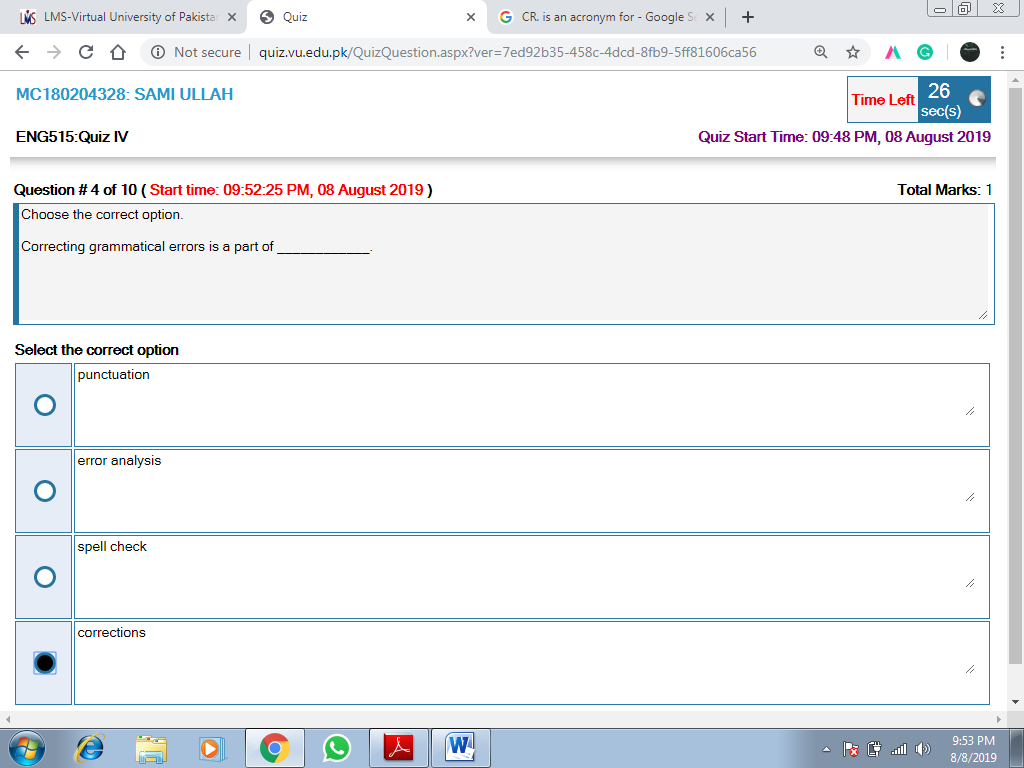 LMS-Virtual University of Pakista
Quiz
CR. is an acronym for - Google Se
Not secure
quiz.vu.edu.pk/QuizQuestion.aspx?ver=7ed92b35-458c-4dcd-8fb9-5ff81606ca56
MC180204328: SAMI ULLAH
Time Left 26 sec(s)
ENG515:Quiz IV
Quiz Start Time: 09:48 PM, 08 August 2019
Question # 4 of 10 ( Start time: 09:52:25 PM, 08 August 2019 )
Total Marks: 1
Choose the correct option.
Correcting grammatical errors is a part of ____________.
Select the correct option
punctuation
error analysis
spell check
corrections
9:53 PM
8/8/2019